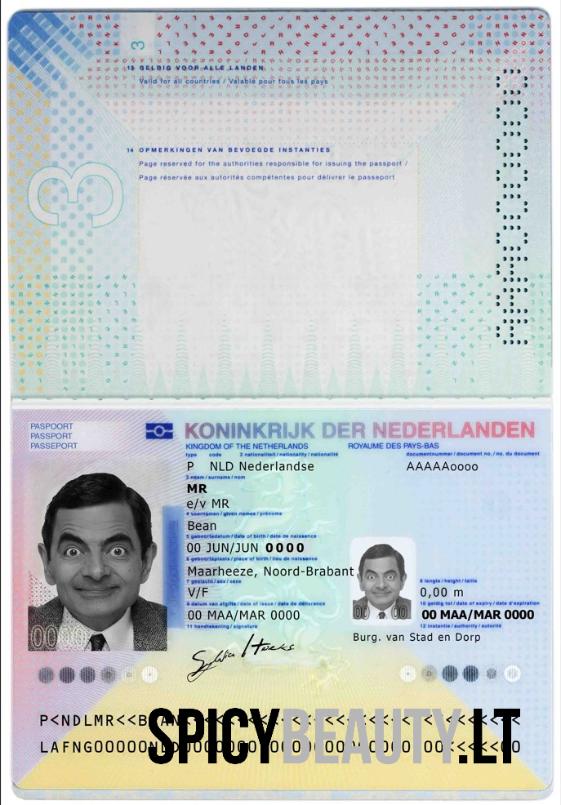 3
13 GELDIG VOOR ALLE LANDEN
Valid for all countries / Valable pour tous les pays
14 OPMERKINGEN VAN BEVOEGDE INSTANTIES
Page reserved for the authorities responsible for issuing the passport /
Page réservée aux autorités compétentes pour délivrer le passeport
3
PASPOORT
PASSPORT
PASSEPORT
KONINKRIJK DER NEDERLANDEN
KINGDOM OF THE NETHERLANDS ROYAUME DES PAYS-BAS
type code 2 nationaliteit/nationality/nationalité documentnummer/document no./no. du document
P NLD Nederlandse AAAAAoooo
3 naam/surname/nom
MR
e/v MR
4 voornamen/given names/prénoms
Bean
5 geboortedatum/date of birth/date de naissance
00 JUN/JUN 0000
6 geboorteplaats/place of birth/lieu de naissance
Maarheeze, Noord-Brabant
7 geslacht/sex/sexe 8 lengte/height/taille
V/F 0,00 m
9 datum van afgifte/date of issue/date de délivrance 10 geldig tot/date of expiry/date d'expiration
00 MAA/MAR 0000 00 MAA/MAR 0000
11 handtekening/signature 12 instantie/authority/autorité
Burg. van Stad en Dorp
0000
SPICYBEAUTY.LT